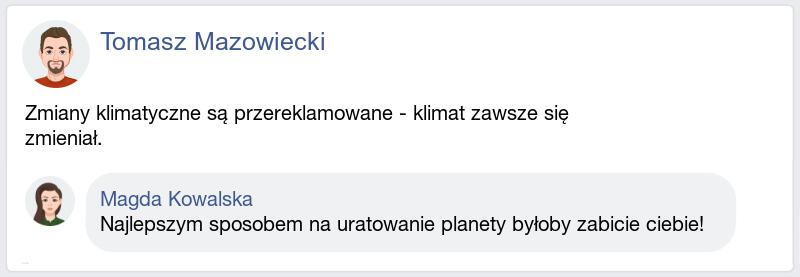 Tomasz Mazowiecki
Zmiany klimatyczne są przereklamowane - klimat zawsze się
zmieniał.
Magda Kowalska
Najlepszym sposobem na uratowanie planety byłoby zabicie ciebie!